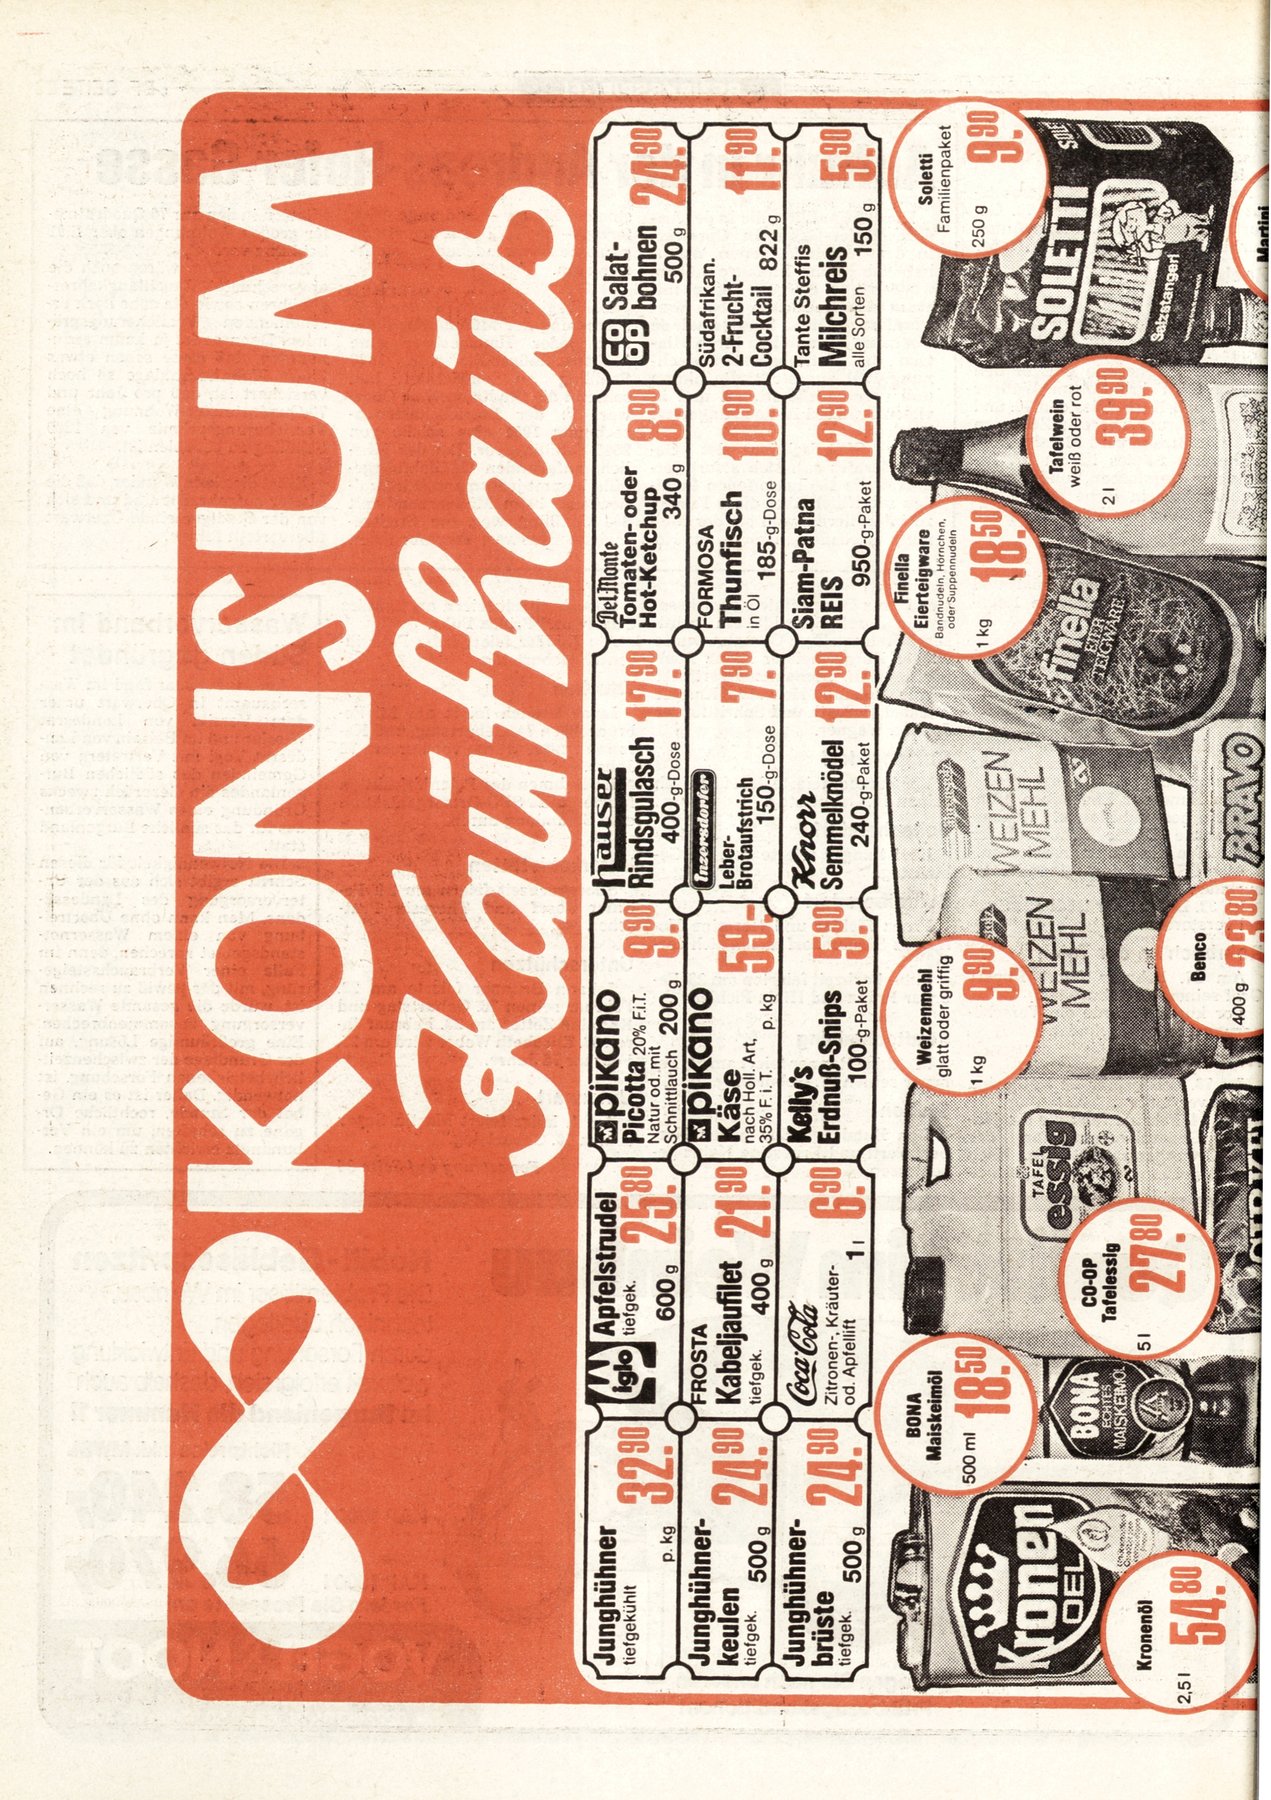 KONSUM
Kaufhaus
Junghühner
tiefgekühlt
p. kg
32.90
iglo
Apfelstrudel
tiefgek.
600 g
25.80
pikano
Picotta 20% F.i.T.
Natur od. mit
Schnittlauch 200 g
9.90
hauser
Rindsgulasch
400-g-Dose
17.90
Del Monte
Tomaten- oder
Hot-Ketchup
340 g
8.90
COOP
Salat-
bohnen
500 g
24.90
Junghühner-
keulen
tiefgek.
500 g
24.90
FROSTA
Kabeljaufilet
tiefgek.
400 g
21.90
pikano
Käse
nach Holl. Art,
35% F. i. T.
p. kg
59.-
Inzersdorfer
Leber-
Brotaufstrich
150-g-Dose
7.90
FORMOSA
Thunfisch
in Öl
185-g-Dose
10.90
Südafrikan.
2-Frucht-
Cocktail 822 g
11.90
Junghühner-
brüste
tiefgek.
500 g
24.90
Coca Cola
Zitronen-, Kräuter-
od. Apfellift
1 l
6.90
Kelly's
Erdnuß-Snips
100-g-Paket
5.90
Knorr
Semmelknödel
240-g-Paket
12.90
Siam-Patna
REIS
950-g-Paket
12.90
Tante Steffis
Milchreis
alle Sorten
150 g
5.90
BONA
Maiskeimöl
500 ml
18.50
Weizenmehl
glatt oder griffig
1 kg
9.90
Finella
Eierteigware
Bandnudeln, Hörnchen,
oder Suppennudeln
1 kg
18.50
Soletti
Familienpaket
250 g
9.90
Kronen
OEL
Kronenöl
2,5 l
54.80
BONA
ECHTES
MAISKEIMÖL
TAFEL
essig
CO-OP
Tafelessig
5 l
27.80
WEIZEN
MEHL
WEIZEN
MEHL
finella
EIER
TEIGWARE
Tafelwein
weiß oder rot
2 l
39.90
SOLETTI
Salzstangerl
Benco
400 g
23.80
BRAVO
Martini